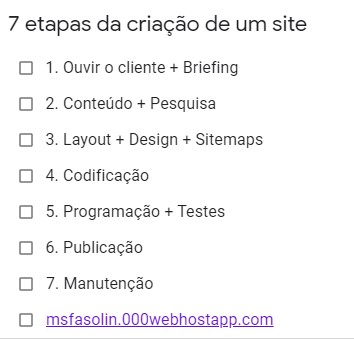 7 etapas da criação de um site
1. Ouvir o cliente + Briefing
2. Conteúdo + Pesquisa
3. Layout + Design + Sitemaps
4. Codificação
5. Programação + Testes
6. Publicação
7. Manutenção
msfasolin.000webhostapp.com